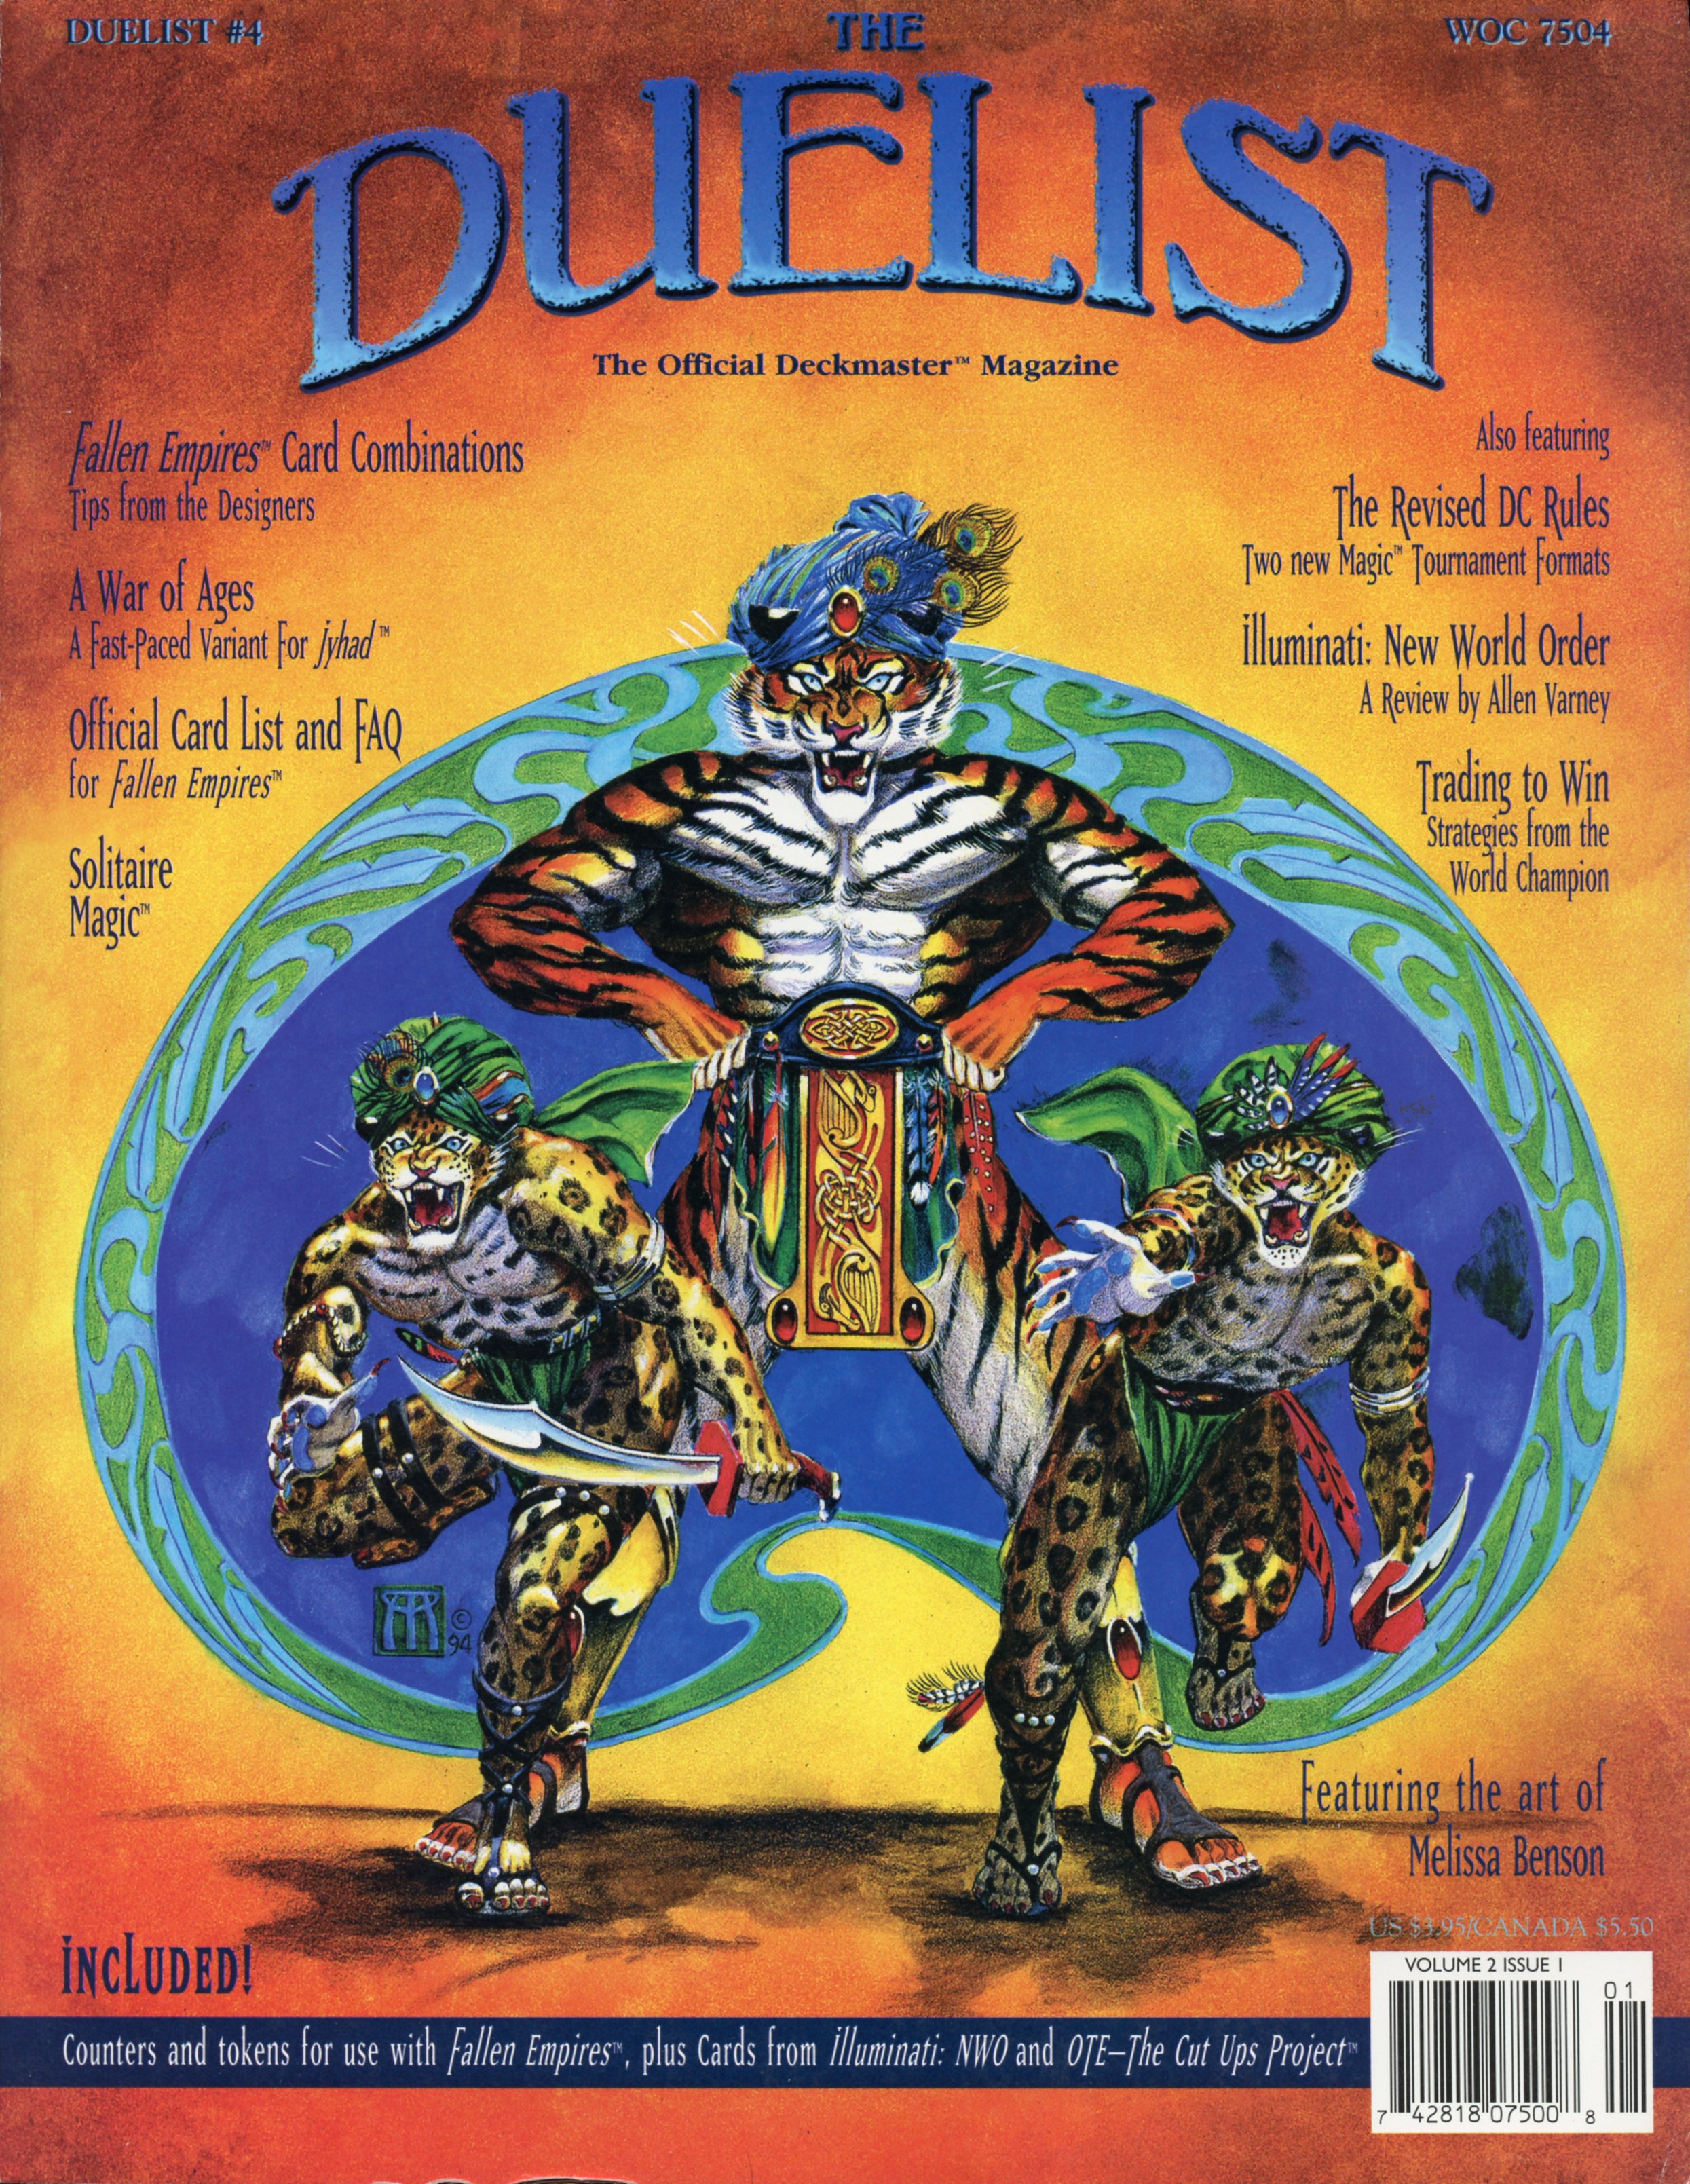 DUELIST #4
THE
WOC 7504
DUELIST
The Official Deckmaster™ Magazine
Fallen Empires™ Card Combinations
Tips from the Designers
A War of Ages
A Fast-Paced Variant For Jyhad™
Official Card List and FAQ
for Fallen Empires™
Solitaire
Magic™
Also featuring
The Revised DC Rules
Two new Magic™ Tournament Formats
Illuminati: New World Order
A Review by Allen Varney
Trading to Win
Strategies from the
World Champion
©
94
Featuring the art of
Melissa Benson
US $3.95/CANADA $5.50
INCLUDED!
Counters and tokens for use with Fallen Empires™, plus Cards from Illuminati: NWO and OTE–The Cut Ups Project™
VOLUME 2 ISSUE 1
01
7 42818 07500 8